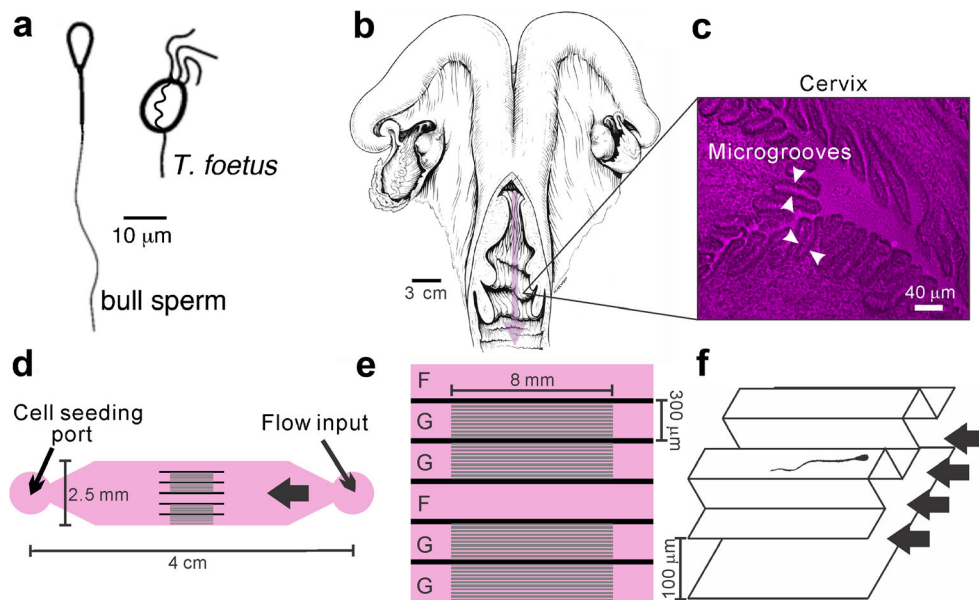 a
T. foetus
10 μm
bull sperm
b
3 cm
c
Cervix
Microgrooves
40 μm
d
Cell seeding
port
Flow input
2.5 mm
4 cm
e
F
8 mm
300 μm
G
G
F
G
G
f
100 μm